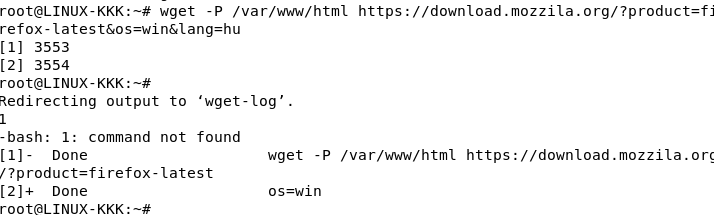 root@LINUX-KKK:~# wget -P /var/www/html https://download.mozzila.org/?product=fi
refox-latest&os=win&lang=hu
[1] 3553
[2] 3554
root@LINUX-KKK:~#
Redirecting output to ‘wget-log’.
1
-bash: 1: command not found
[1]-  Done                    wget -P /var/www/html https://download.mozzila.org
/?product=firefox-latest
[2]+  Done                    os=win
root@LINUX-KKK:~#